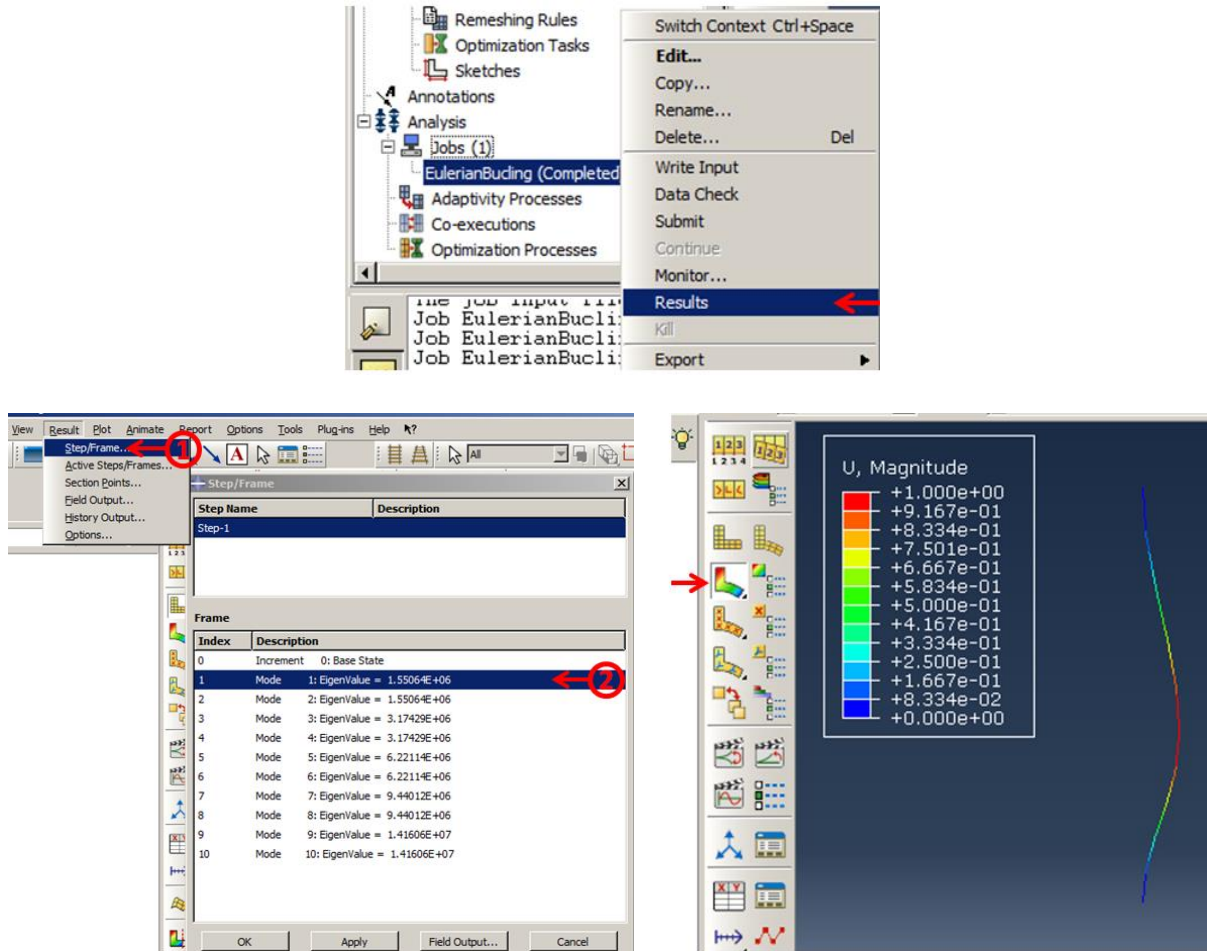 Remeshing Rules
Optimization Tasks
Sketches
Annotations
Analysis
Jobs (1)
EulerianBucling (Completed
Adaptivity Processes
Co-executions
Optimization Processes
Job EulerianBucli
Job EulerianBucli
Job EulerianBucli
Switch Context Ctrl+Space
Edit...
Copy...
Rename...
Delete... Del
Write Input
Data Check
Submit
Continue
Monitor...
Results
Kill
Export
View Result Plot Animate Report Options Tools Plug-ins Help
Step/Frame...
Active Steps/Frames...
Section Points...
Field Output...
History Output...
Options...
1
A
All
Step/Frame
Step Name Description
Step-1
Frame
Index Description
0 Increment 0: Base State
1 Mode 1: EigenValue = 1.55064E+06
2
2 Mode 2: EigenValue = 1.55064E+06
3 Mode 3: EigenValue = 3.17429E+06
4 Mode 4: EigenValue = 3.17429E+06
5 Mode 5: EigenValue = 6.22114E+06
6 Mode 6: EigenValue = 6.22114E+06
7 Mode 7: EigenValue = 9.44012E+06
8 Mode 8: EigenValue = 9.44012E+06
9 Mode 9: EigenValue = 1.41606E+07
10 Mode 10: EigenValue = 1.41606E+07
OK Apply Field Output... Cancel
U, Magnitude
+1.000e+00
+9.167e-01
+8.334e-01
+7.501e-01
+6.667e-01
+5.834e-01
+5.000e-01
+4.167e-01
+3.334e-01
+2.500e-01
+1.667e-01
+8.334e-02
+0.000e+00